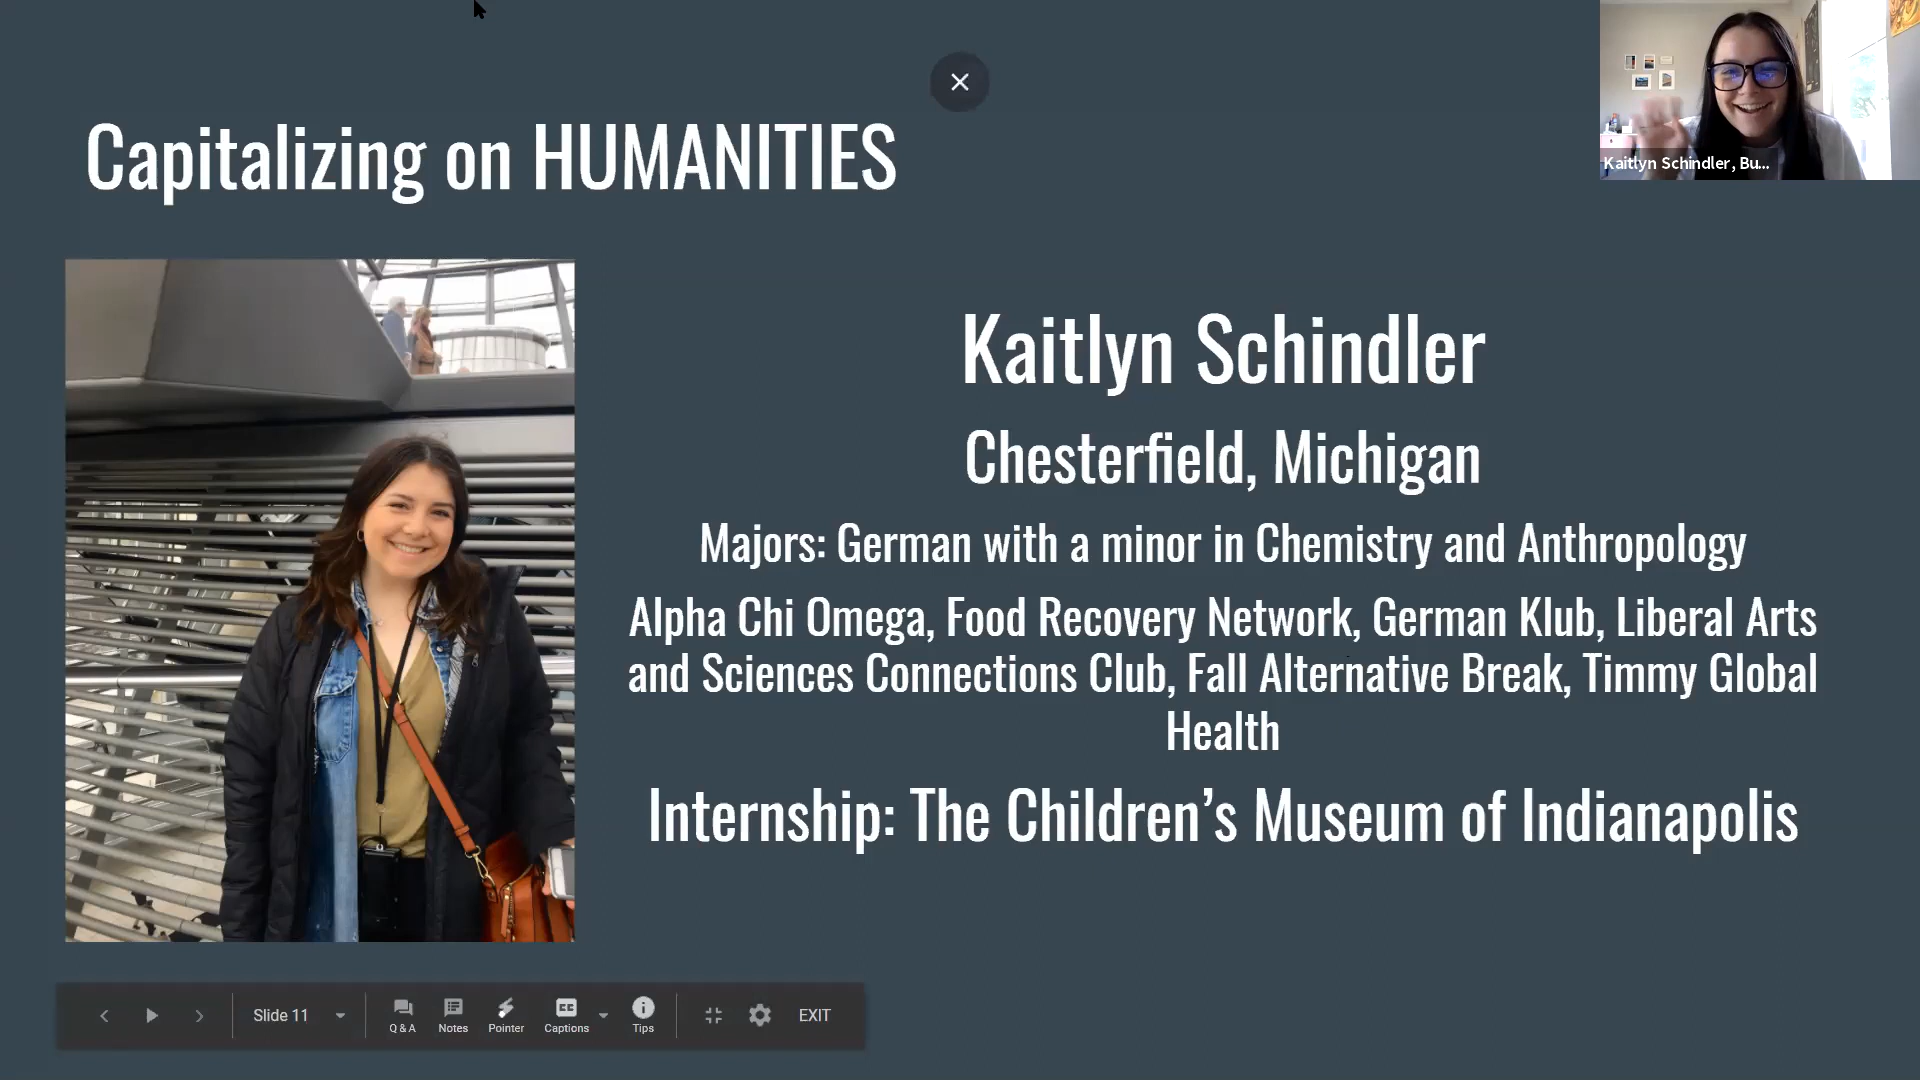 Capitalizing on HUMANITIES
Kaitlyn Schindler, Bu...
Kaitlyn Schindler
Chesterfield, Michigan
Majors: German with a minor in Chemistry and Anthropology
Alpha Chi Omega, Food Recovery Network, German Klub, Liberal Arts
and Sciences Connections Club, Fall Alternative Break, Timmy Global
Health
Internship: The Children’s Museum of Indianapolis
Slide 11
Q & A
Notes
Pointer
CC
Captions
Tips
EXIT